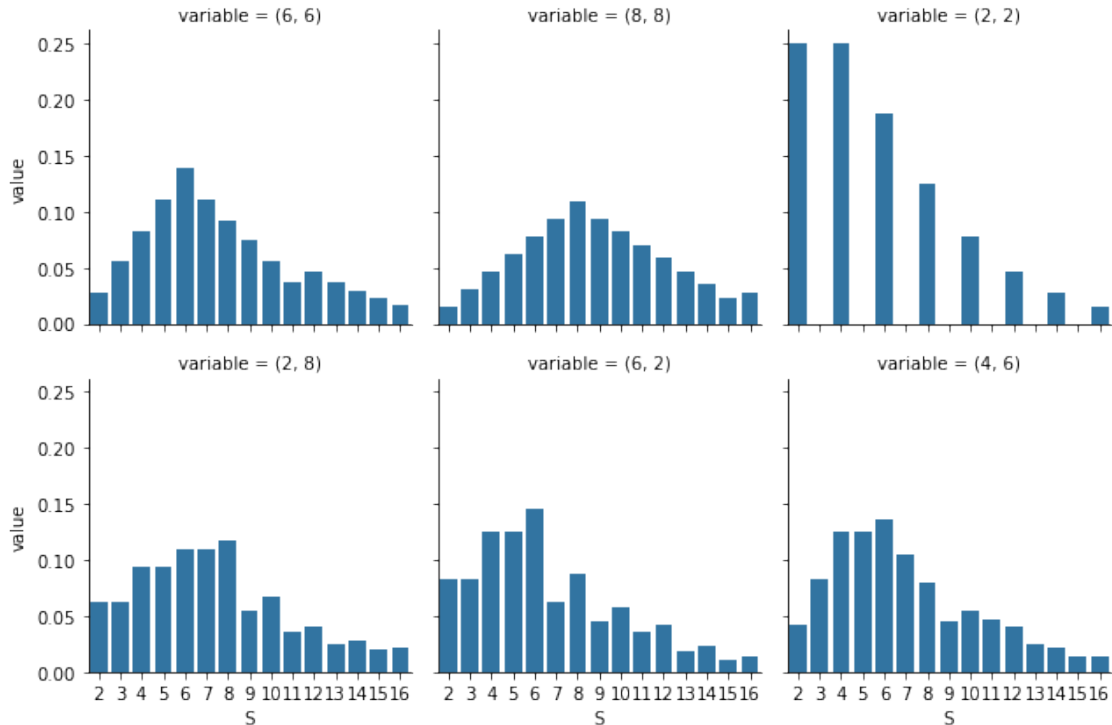 variable = (6, 6)
variable = (8, 8)
variable = (2, 2)
value
0.25
0.20
0.15
0.10
0.05
0.00
variable = (2, 8)
variable = (6, 2)
variable = (4, 6)
value
0.25
0.20
0.15
0.10
0.05
0.00
2 3 4 5 6 7 8 9 10 11 12 13 14 15 16
S
2 3 4 5 6 7 8 9 10 11 12 13 14 15 16
S
2 3 4 5 6 7 8 9 10 11 12 13 14 15 16
S